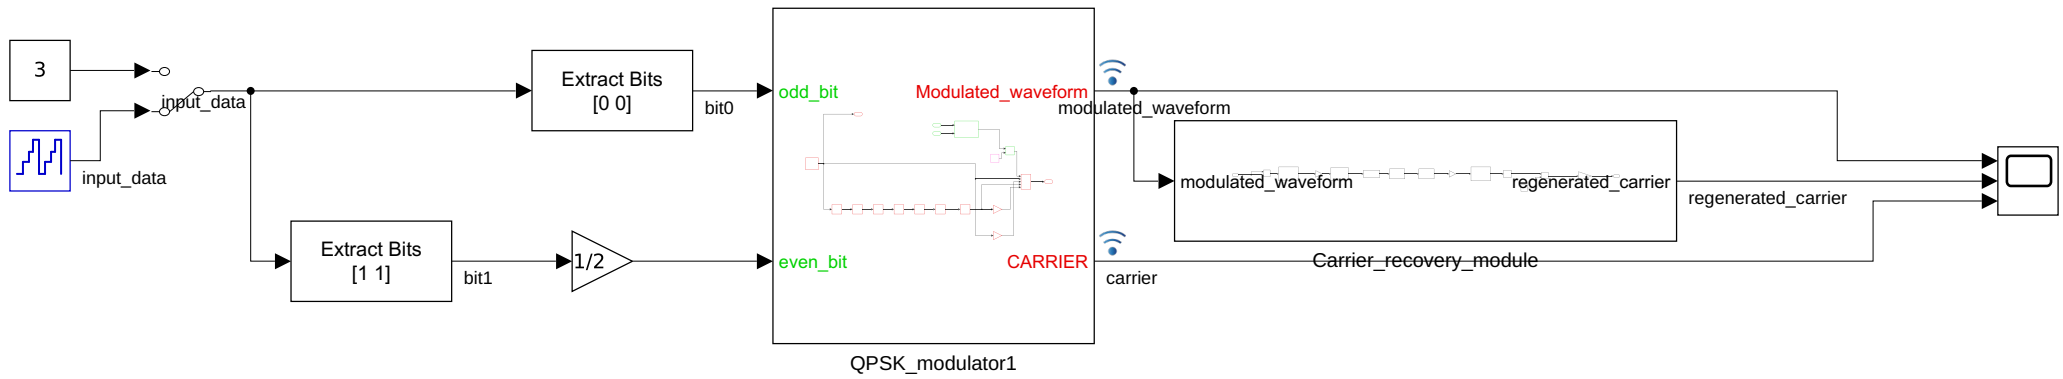 3
input_data
input_data
Extract Bits
[0 0]
bit0
Extract Bits
[1 1]
bit1
1/2
odd_bit
even_bit
Modulated_waveform
CARRIER
QPSK_modulator1
modulated_waveform
carrier
modulated_waveform
regenerated_carrier
Carrier_recovery_module
regenerated_carrier